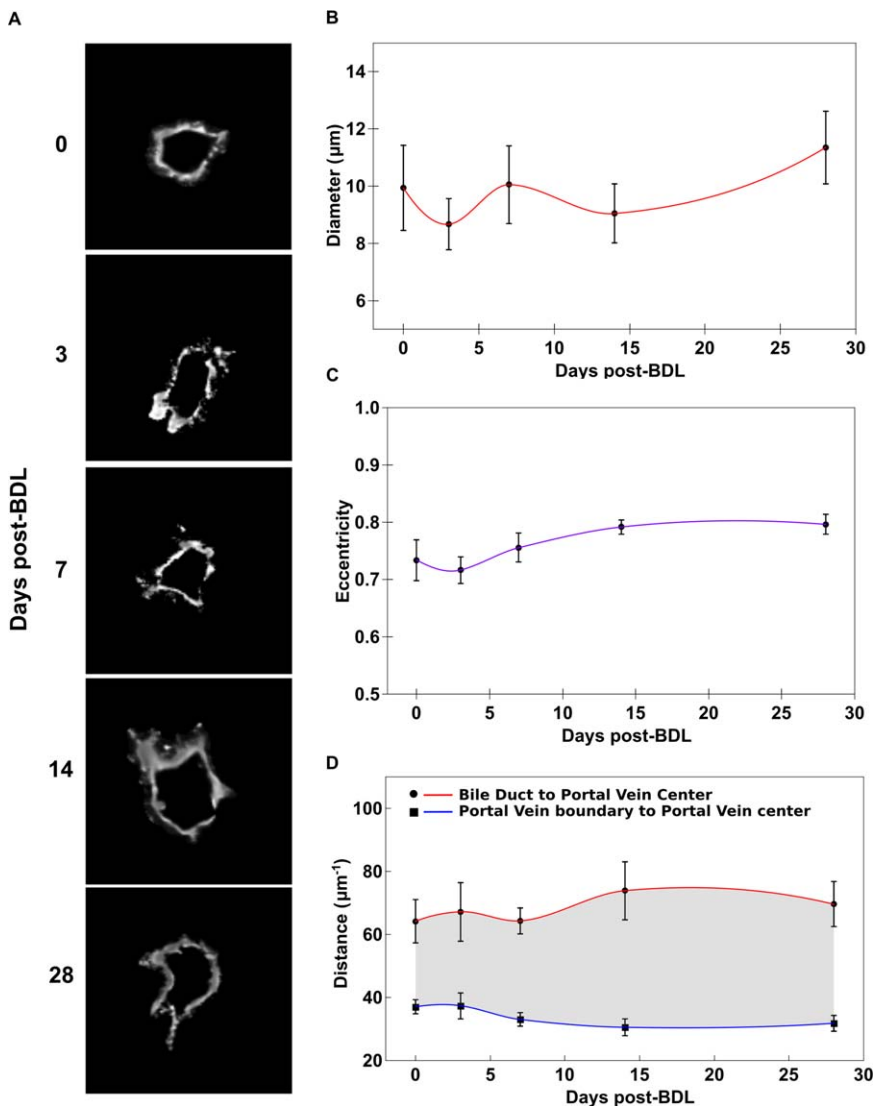 A
Days post-BDL
0
3
7
14
28
B
Diameter (μm)
14
12
10
8
6
0 5 10 15 20 25 30
Days post-BDL
C
Eccentricity
1.0
0.9
0.8
0.7
0.6
0.5
0 5 10 15 20 25 30
Days post-BDL
D
Distance (μm⁻¹)
100
80
60
40
20
Bile Duct to Portal Vein Center
Portal Vein boundary to Portal Vein center
0 5 10 15 20 25 30
Days post-BDL